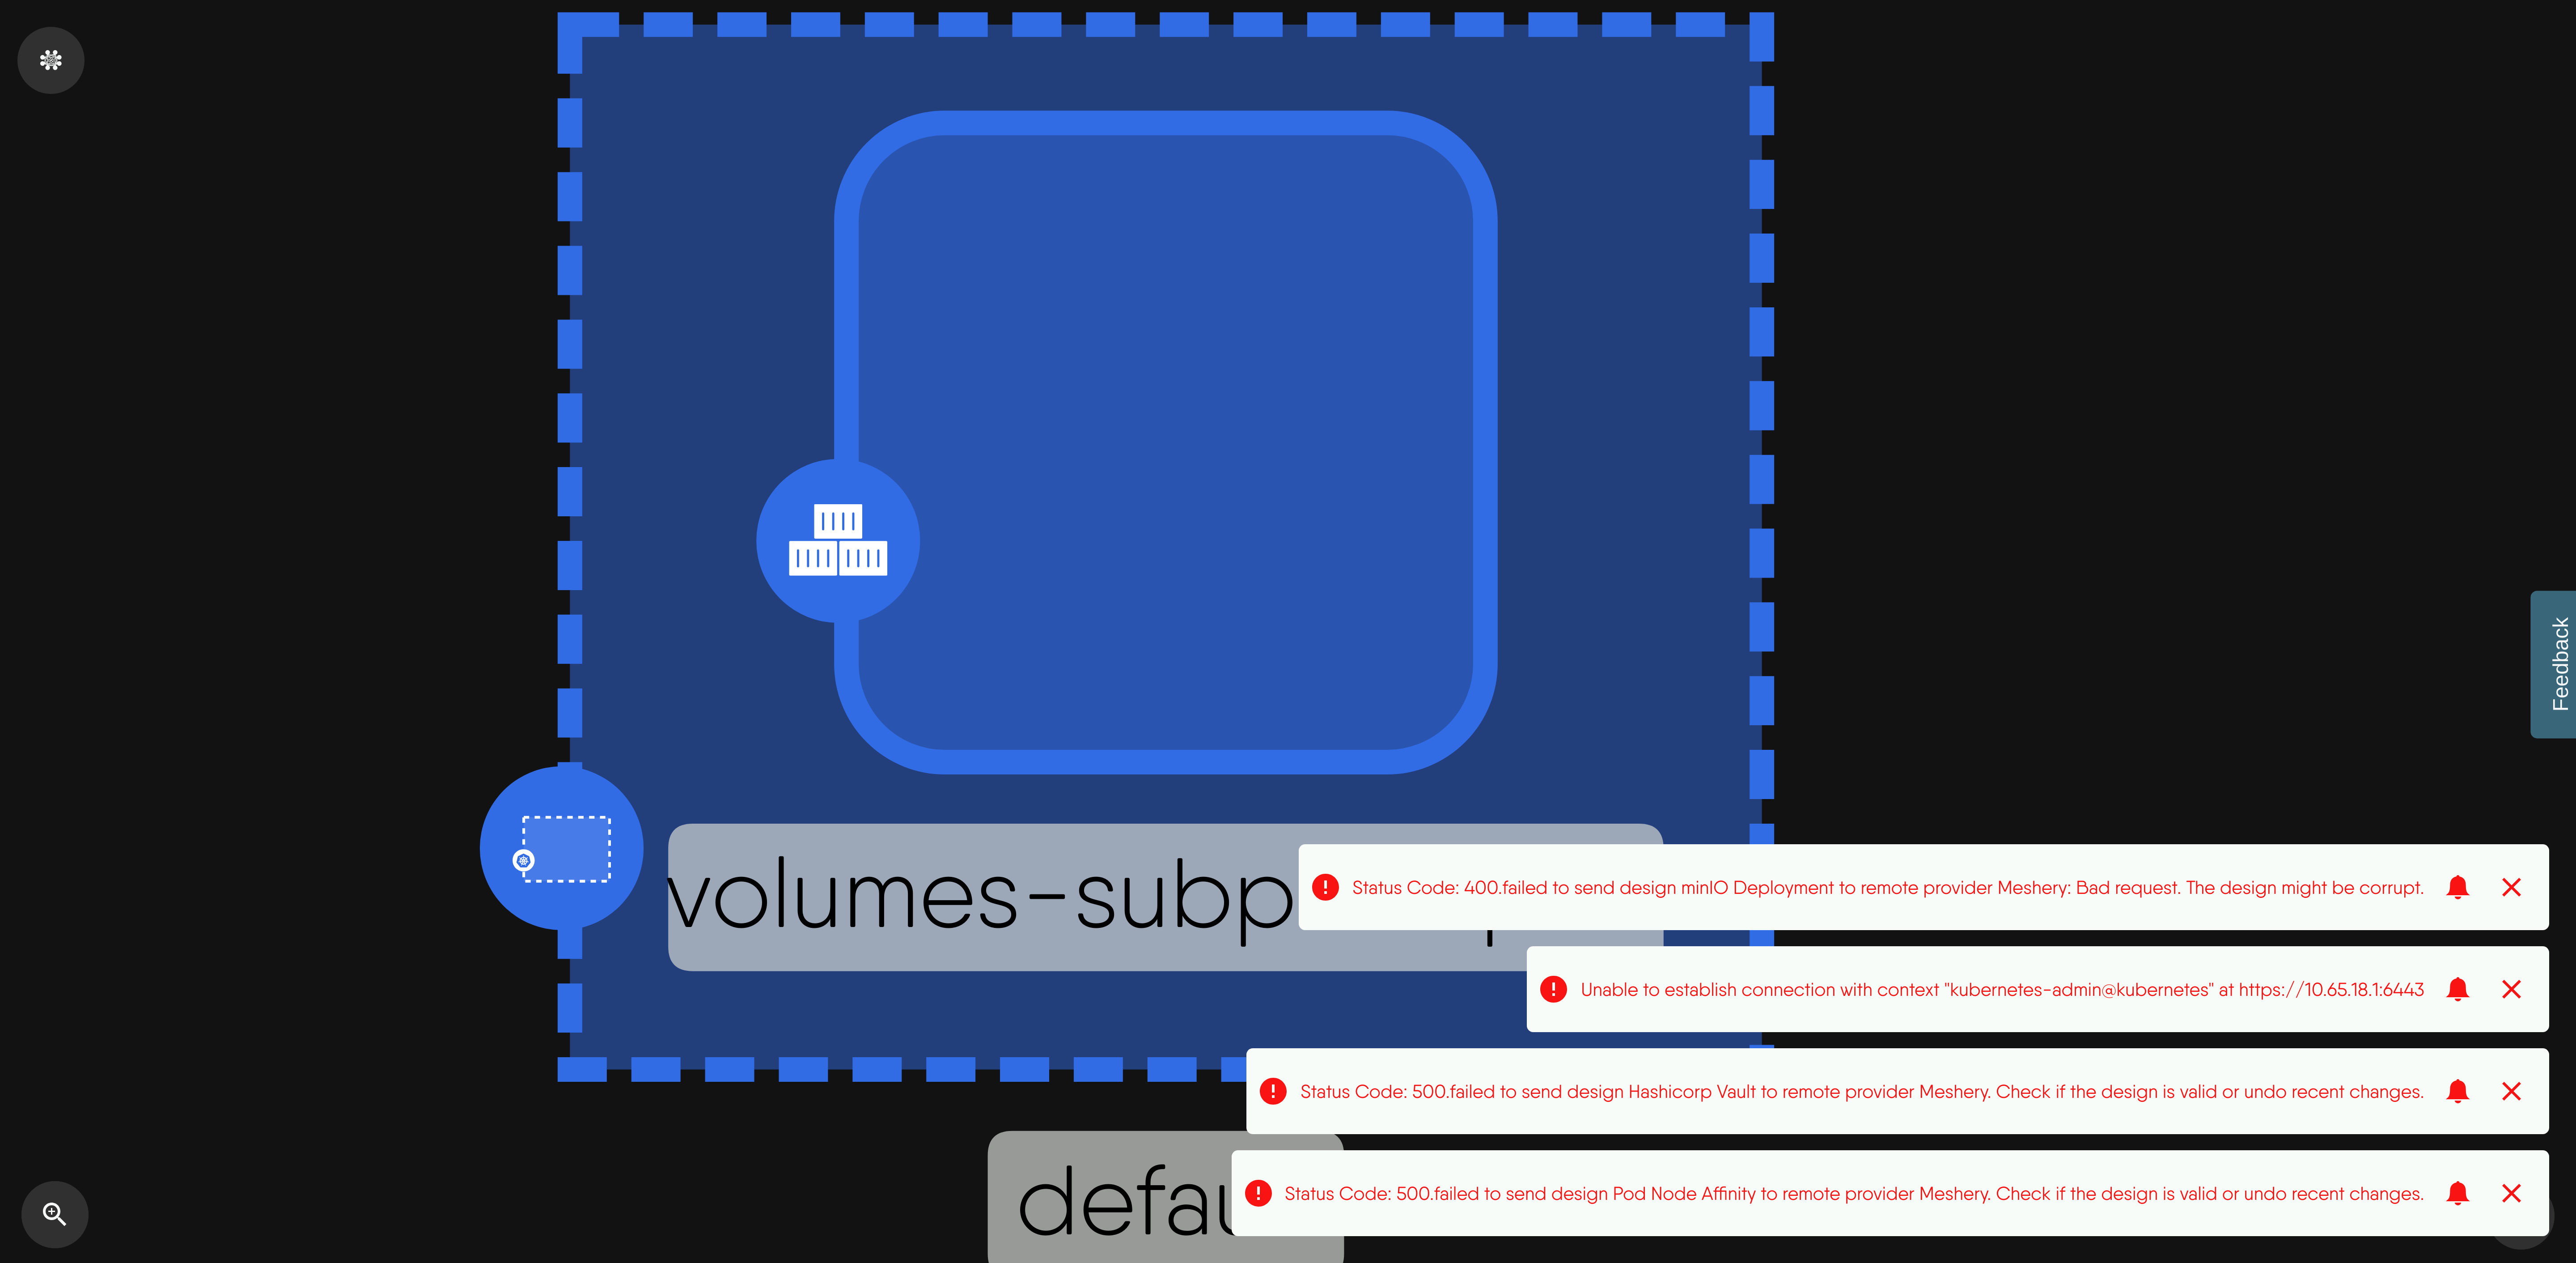 volumes-subp
Status Code: 400.failed to send design minIO Deployment to remote provider Meshery: Bad request. The design might be corrupt.
Unable to establish connection with context "kubernetes-admin@kubernetes" at https://10.65.18.1:6443
Status Code: 500.failed to send design Hashicorp Vault to remote provider Meshery. Check if the design is valid or undo recent changes.
defau
Status Code: 500.failed to send design Pod Node Affinity to remote provider Meshery. Check if the design is valid or undo recent changes.
Feedback